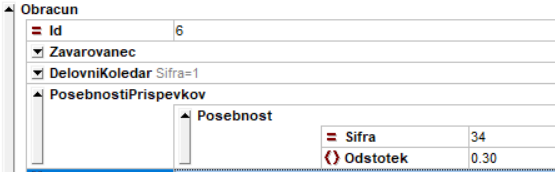 Obracun
= Id 6
Zavarovanec
DelovniKoledar Sifra=1
PosebnostiPrispevkov
Posebnost
= Sifra 34
() Odstotek 0.30